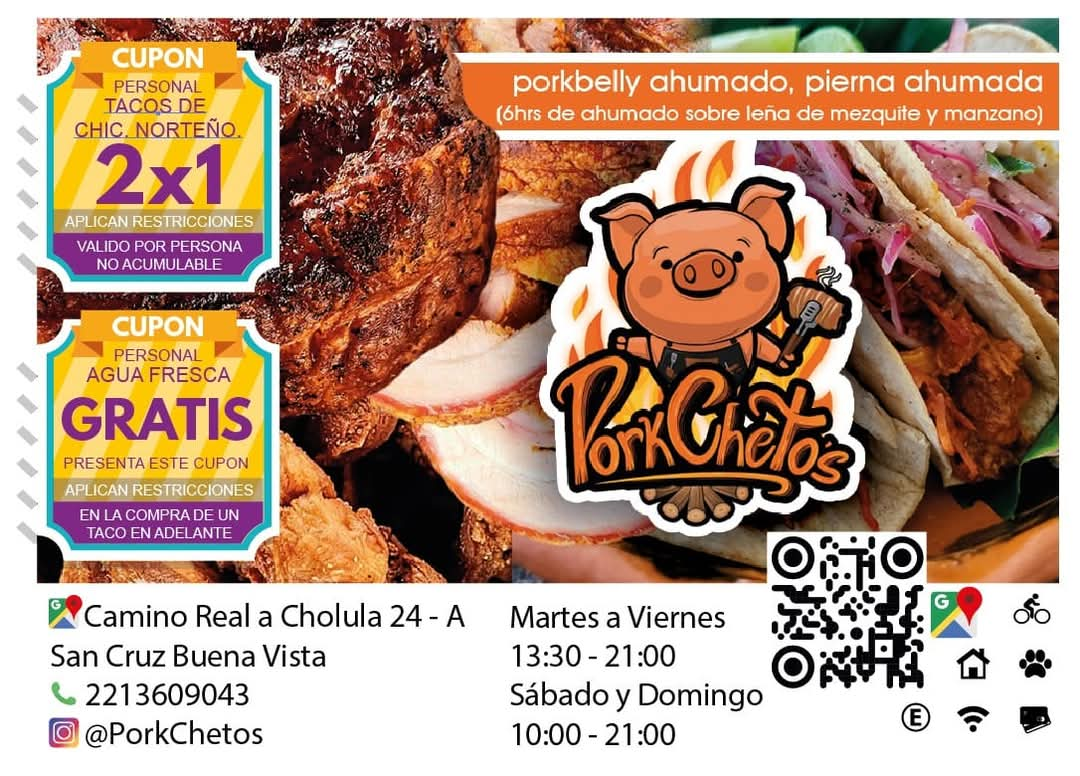 CUPON
PERSONAL
TACOS DE
CHIC. NORTEÑO.
2x1
APLICAN RESTRICCIONES
VALIDO POR PERSONA
NO ACUMULABLE
CUPON
PERSONAL
AGUA FRESCA
GRATIS
PRESENTA ESTE CUPON
APLICAN RESTRICCIONES
EN LA COMPRA DE UN
TACO EN ADELANTE
porkbelly ahumado, pierna ahumada
(6hrs de ahumado sobre leña de mezquite y manzano)
PorkCheto's
Camino Real a Cholula 24 - A
San Cruz Buena Vista
2213609043
@PorkChetos
Martes a Viernes
13:30 - 21:00
Sábado y Domingo
10:00 - 21:00
G
G
E